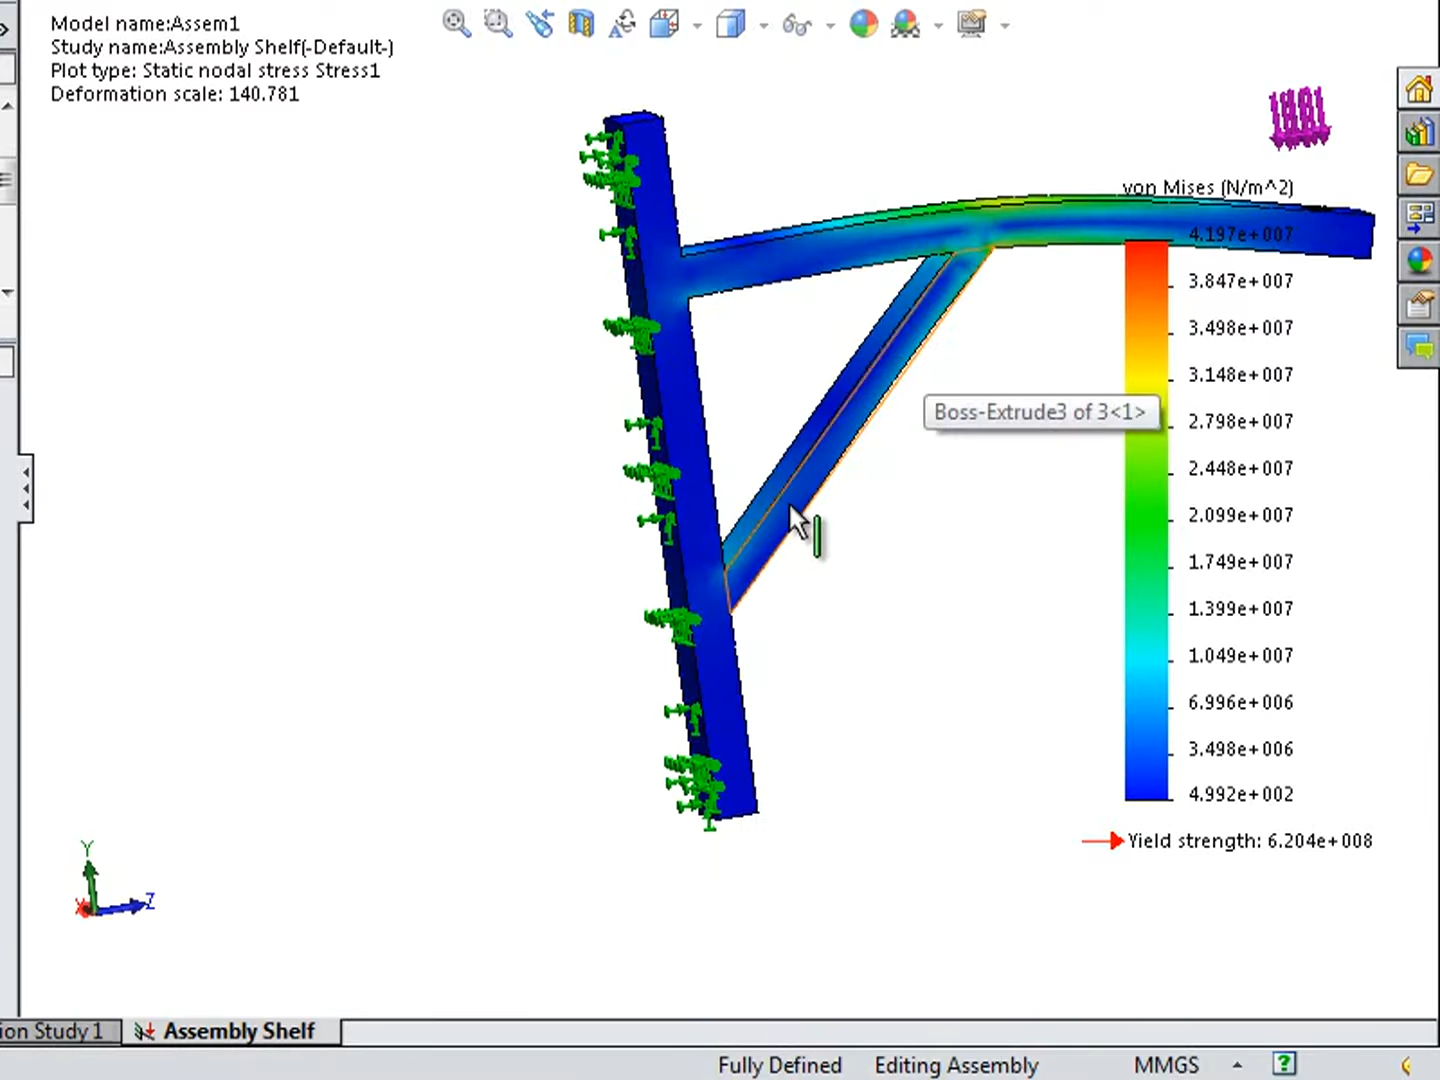 Model name:Assem1
Study name:Assembly Shelf(-Default-)
Plot type: Static nodal stress Stress1
Deformation scale: 140.781
von Mises (N/m^2)
4.197e+007
3.847e+007
3.498e+007
3.148e+007
2.798e+007
2.448e+007
2.099e+007
1.749e+007
1.399e+007
1.049e+007
6.996e+006
3.498e+006
4.992e+002
Yield strength: 6.204e+008
Boss-Extrude3 of 3<1>
Y
Z
ion Study 1
Assembly Shelf
Fully Defined
Editing Assembly
MMGS
?